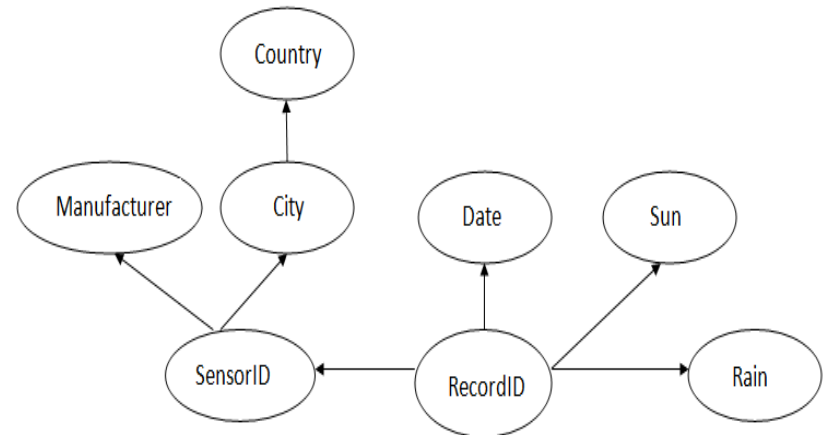 Country
Manufacturer
City
Date
Sun
SensorID
RecordID
Rain